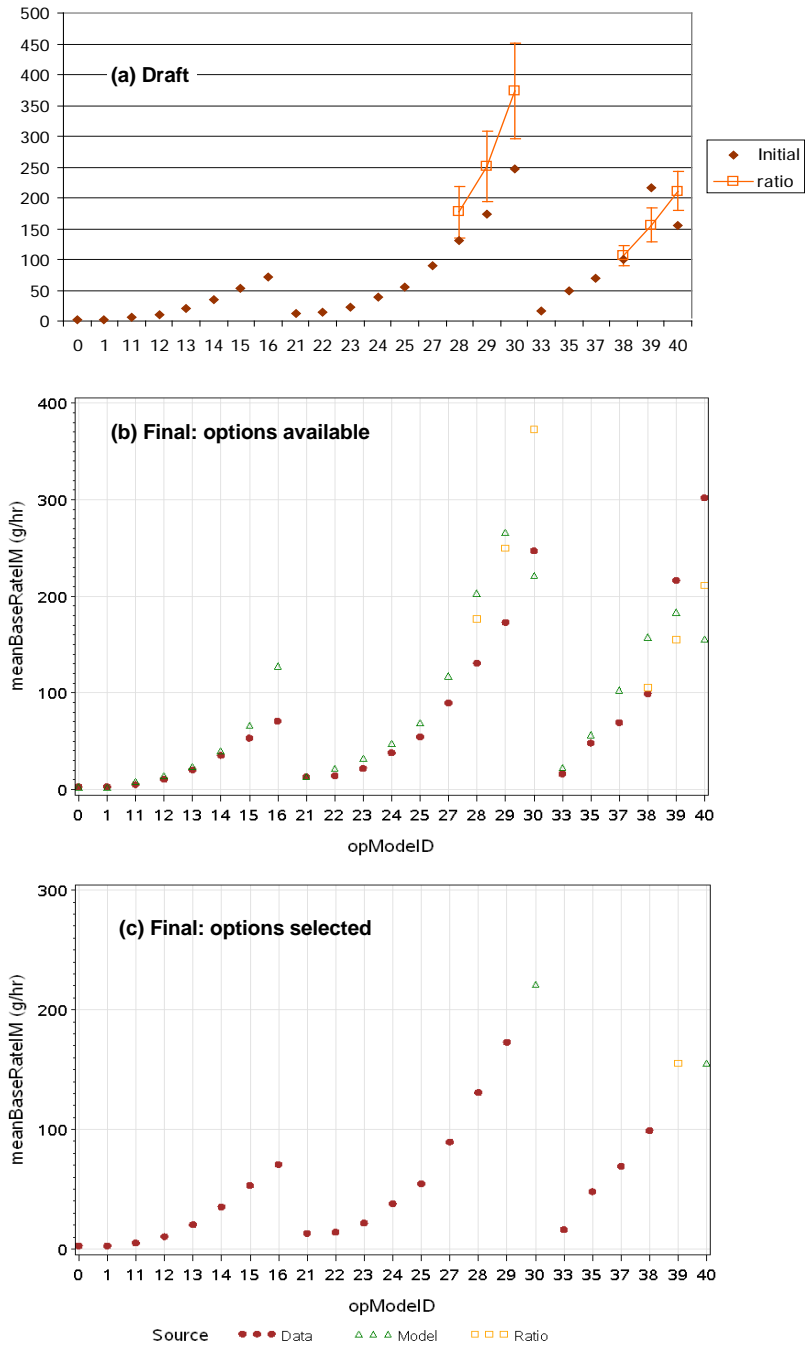 500
450
400
350
300
250
200
150
100
50
0
(a) Draft
Initial
ratio
0 1 11 12 13 14 15 16 21 22 23 24 25 27 28 29 30 33 35 37 38 39 40
400
300
200
100
0
meanBaseRateIM (g/hr)
(b) Final: options available
0 1 11 12 13 14 15 16 21 22 23 24 25 27 28 29 30 33 35 37 38 39 40
opModeID
300
200
100
0
meanBaseRateIM (g/hr)
(c) Final: options selected
0 1 11 12 13 14 15 16 21 22 23 24 25 27 28 29 30 33 35 37 38 39 40
opModeID
Source Data Model Ratio